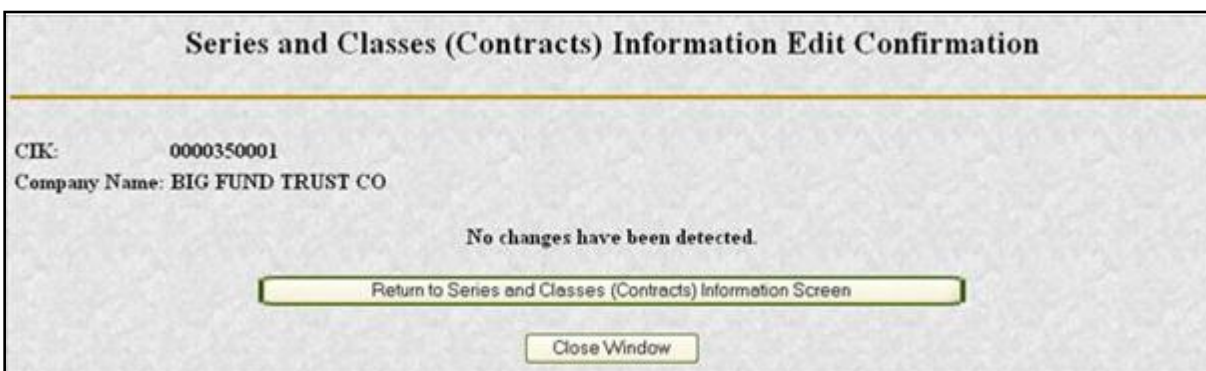 Series and Classes (Contracts) Information Edit Confirmation
CIK: 0000350001
Company Name: BIG FUND TRUST CO
No changes have been detected.
Return to Series and Classes (Contracts) Information Screen
Close Window